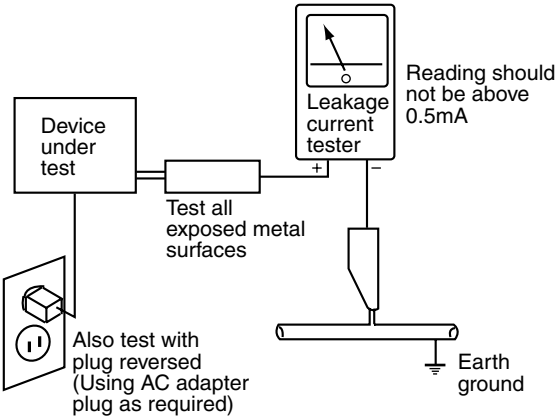 Device
under
test
Leakage
current
tester
+ –
Reading should
not be above
0.5mA
Test all
exposed metal
surfaces
Also test with
plug reversed
(Using AC adapter
plug as required)
Earth
ground